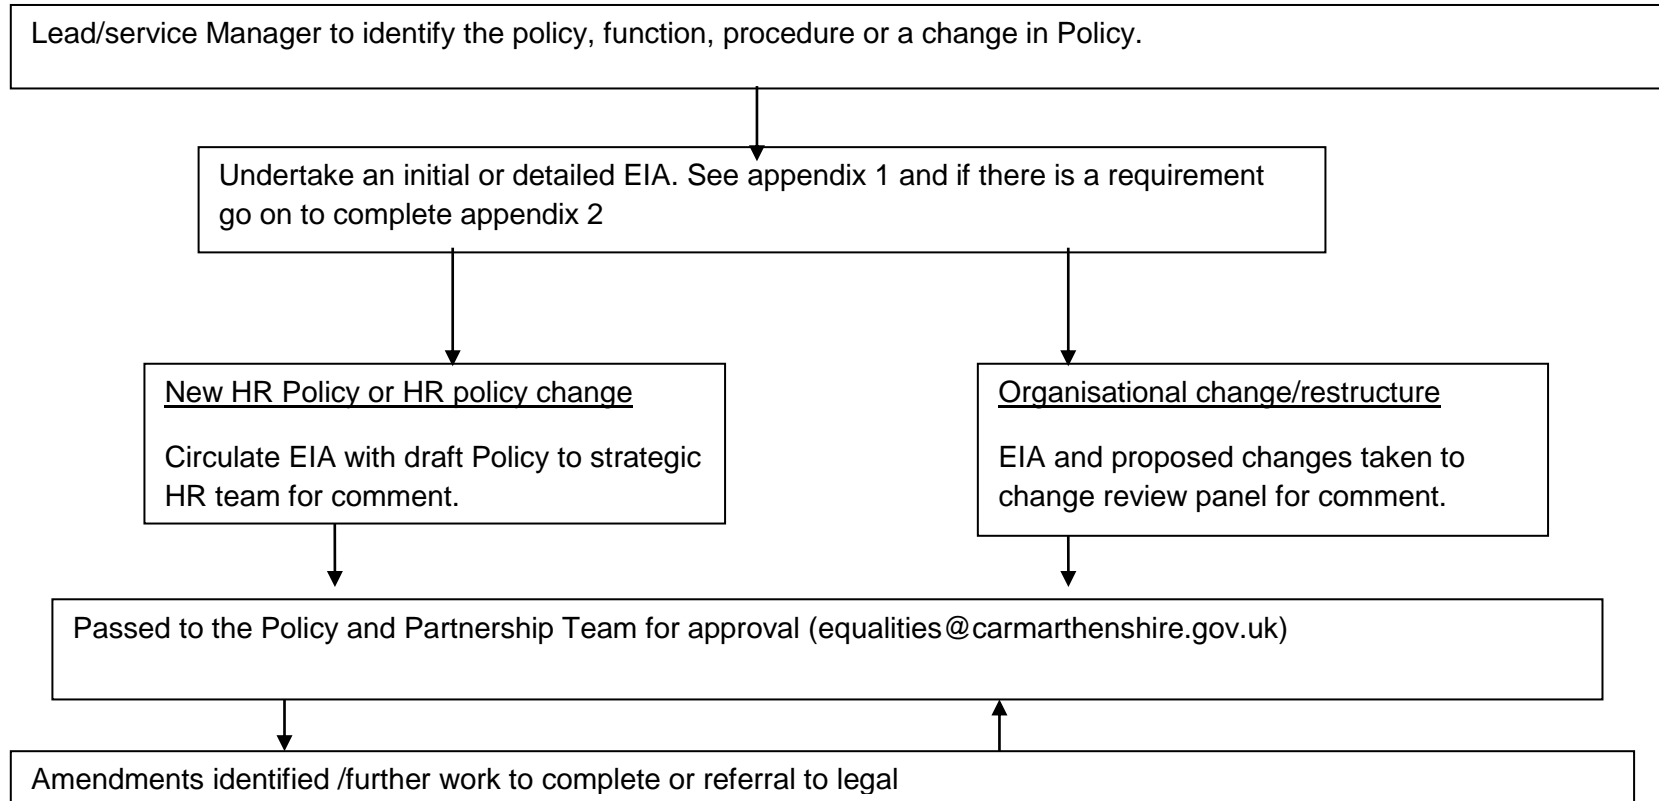 Lead/service Manager to identify the policy, function, procedure or a change in Policy.
Undertake an initial or detailed EIA. See appendix 1 and if there is a requirement
go on to complete appendix 2
New HR Policy or HR policy change
Circulate EIA with draft Policy to strategic
HR team for comment.
Organisational change/restructure
EIA and proposed changes taken to
change review panel for comment.
Passed to the Policy and Partnership Team for approval (equalities@carmarthenshire.gov.uk)
Amendments identified /further work to complete or referral to legal